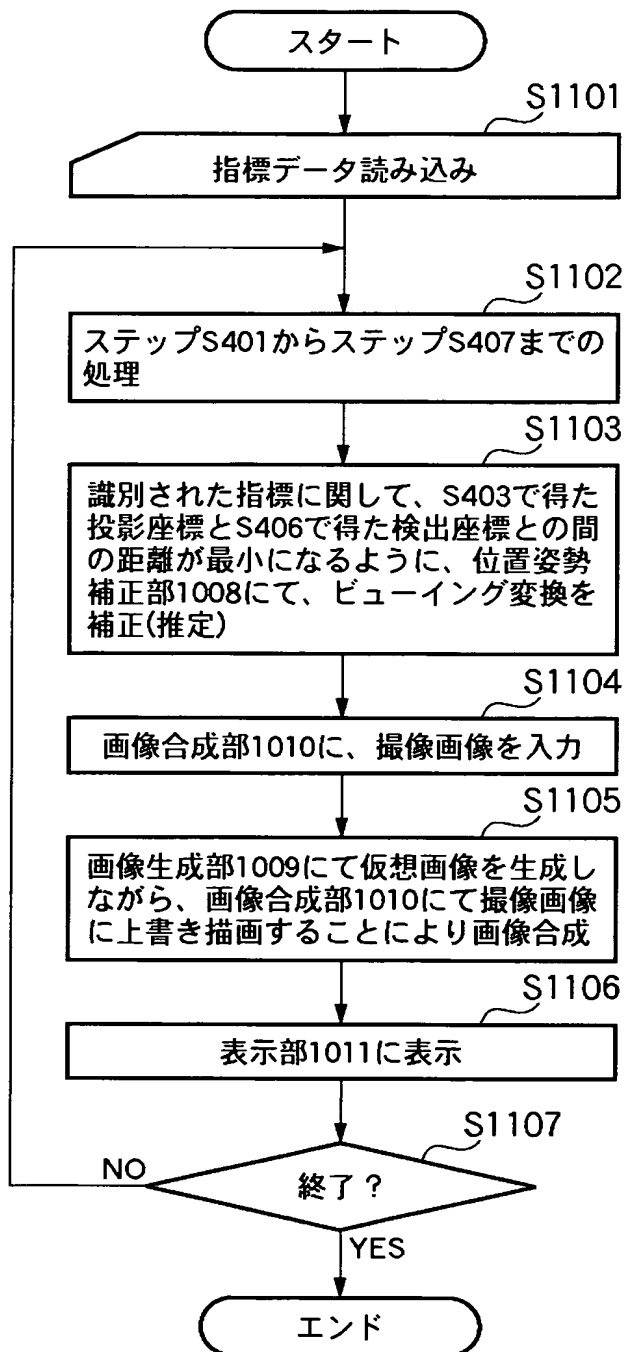 スタート
S1101
指標データ読み込み
S1102
ステップS401からステップS407までの
処理
S1103
識別された指標に関して、S403で得た
投影座標とS406で得た検出座標との間
の距離が最小になるように、位置姿勢
補正部1008にて、ビューイング変換を
補正(推定)
S1104
画像合成部1010に、撮像画像を入力
S1105
画像生成部1009にて仮想画像を生成し
ながら、画像合成部1010にて撮像画像
に上書き描画することにより画像合成
S1106
表示部1011に表示
S1107
NO
終了？
YES
エンド